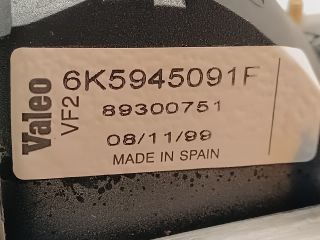 Valeo
VF2
6K5945091F
89300751
08/11/99
MADE IN SPAIN